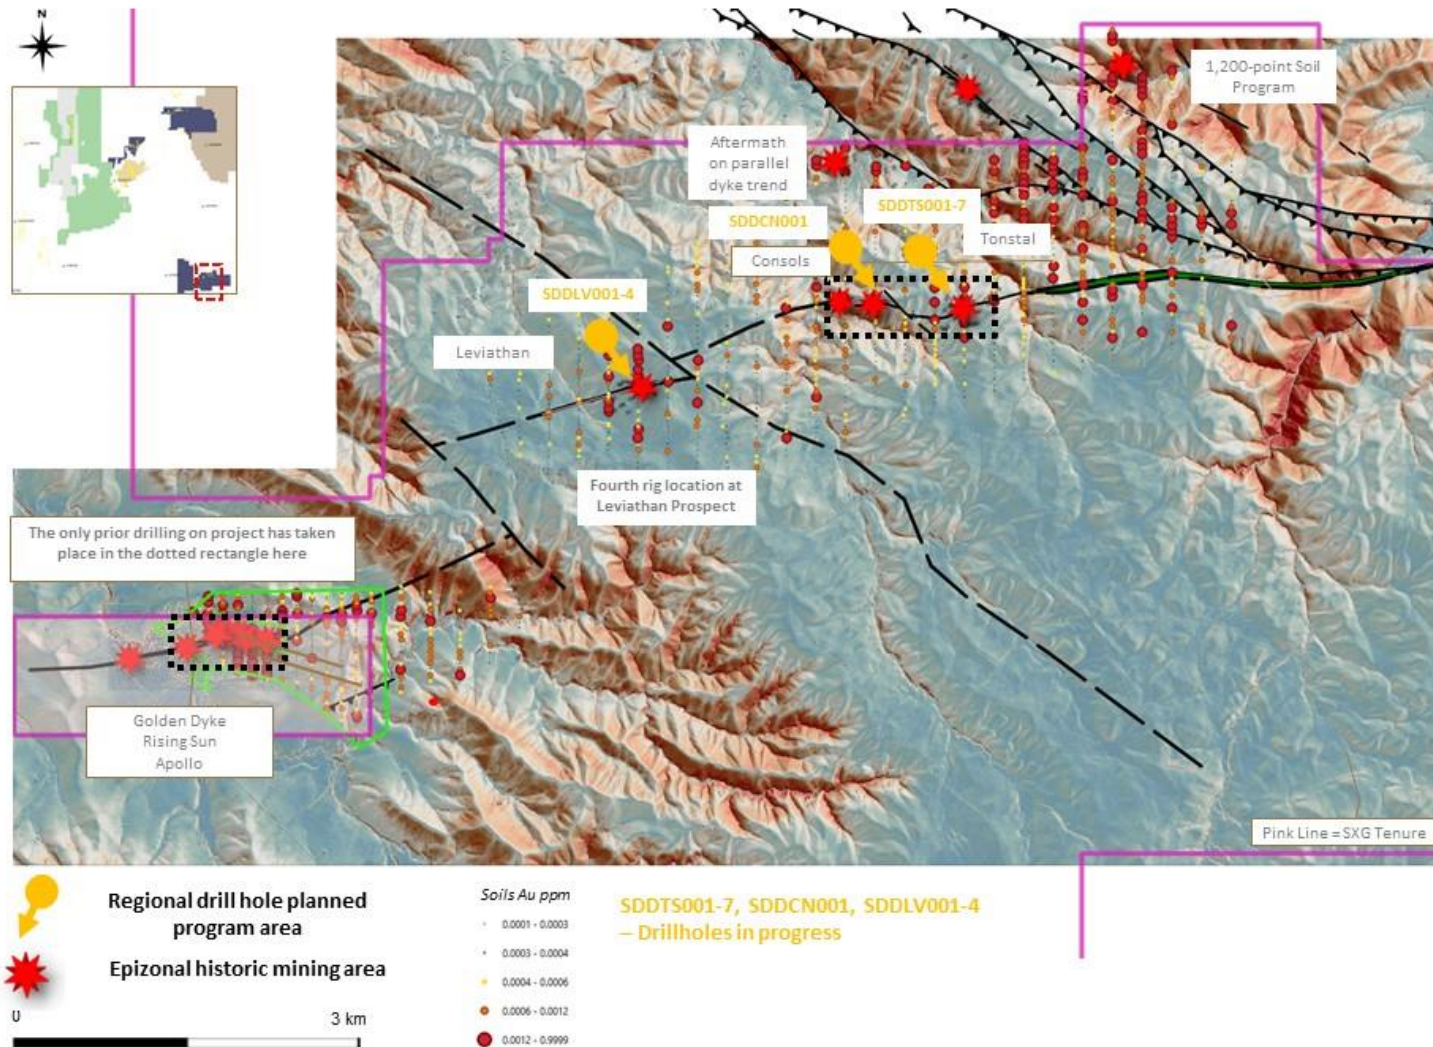 N
1,200-point Soil
Program
Aftermath
on parallel
dyke trend
SDDCN001
SDDTS001-7
Consols
Tonstal
SDDLV001-4
Leviathan
Fourth rig location at
Leviathan Prospect
The only prior drilling on project has taken
place in the dotted rectangle here
Golden Dyke
Rising Sun
Apollo
Pink Line = SXG Tenure
Regional drill hole planned
program area
Epizonal historic mining area
0 3 km
Soils Au ppm
0.0001 - 0.0003
0.0003 - 0.0004
0.0004 - 0.0006
0.0006 - 0.0012
0.0012 - 0.9999
SDDTS001-7, SDDCN001, SDDLV001-4
– Drillholes in progress